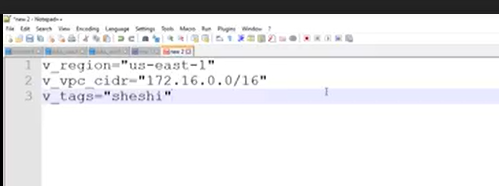 *new 2 - Notepad++
File Edit Search View Encoding Language Settings Tools Macro Run Plugins Window ?
new 2
1 v_region="us-east-1"
2 v_vpc_cidr="172.16.0.0/16"
3 v_tags="sheshi"